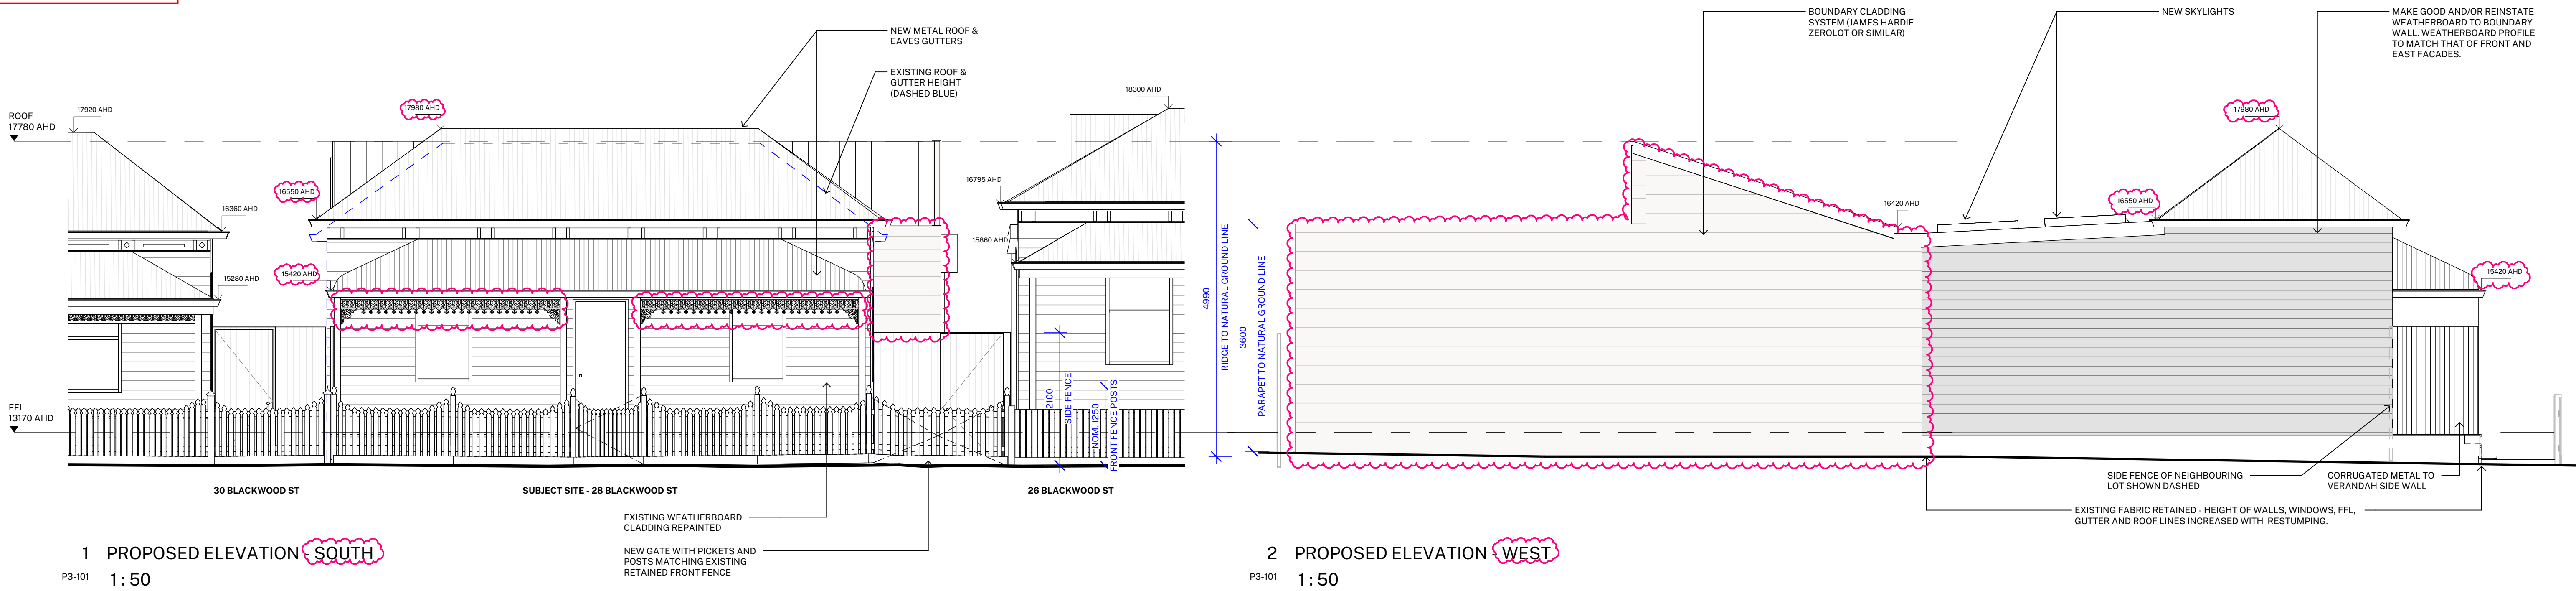 NEW METAL ROOF &
EAVES GUTTERS
EXISTING ROOF &
GUTTER HEIGHT
(DASHED BLUE)
ROOF
17780 AHD
17920 AHD
17980 AHD
18300 AHD
16550 AHD
16795 AHD
16360 AHD
15860 AHD
15420 AHD
15280 AHD
FFL
13170 AHD
2100
SIDE FENCE
NOM. 1250
FRONT FENCE POSTS
30 BLACKWOOD ST
SUBJECT SITE - 28 BLACKWOOD ST
26 BLACKWOOD ST
EXISTING WEATHERBOARD
CLADDING REPAINTED
NEW GATE WITH PICKETS AND
POSTS MATCHING EXISTING
RETAINED FRONT FENCE
1 PROPOSED ELEVATION - SOUTH
P3-101 1 : 50
BOUNDARY CLADDING
SYSTEM (JAMES HARDIE
ZEROLOT OR SIMILAR)
NEW SKYLIGHTS
MAKE GOOD AND/OR REINSTATE
WEATHERBOARD TO BOUNDARY
WALL. WEATHERBOARD PROFILE
TO MATCH THAT OF FRONT AND
EAST FACADES.
17980 AHD
16420 AHD
16550 AHD
15420 AHD
4990
RIDGE TO NATURAL GROUND LINE
3600
PARAPET TO NATURAL GROUND LINE
SIDE FENCE OF NEIGHBOURING
LOT SHOWN DASHED
CORRUGATED METAL TO
VERANDAH SIDE WALL
EXISTING FABRIC RETAINED - HEIGHT OF WALLS, WINDOWS, FFL,
GUTTER AND ROOF LINES INCREASED WITH RESTUMPING.
2 PROPOSED ELEVATION - WEST
P3-101 1 : 50